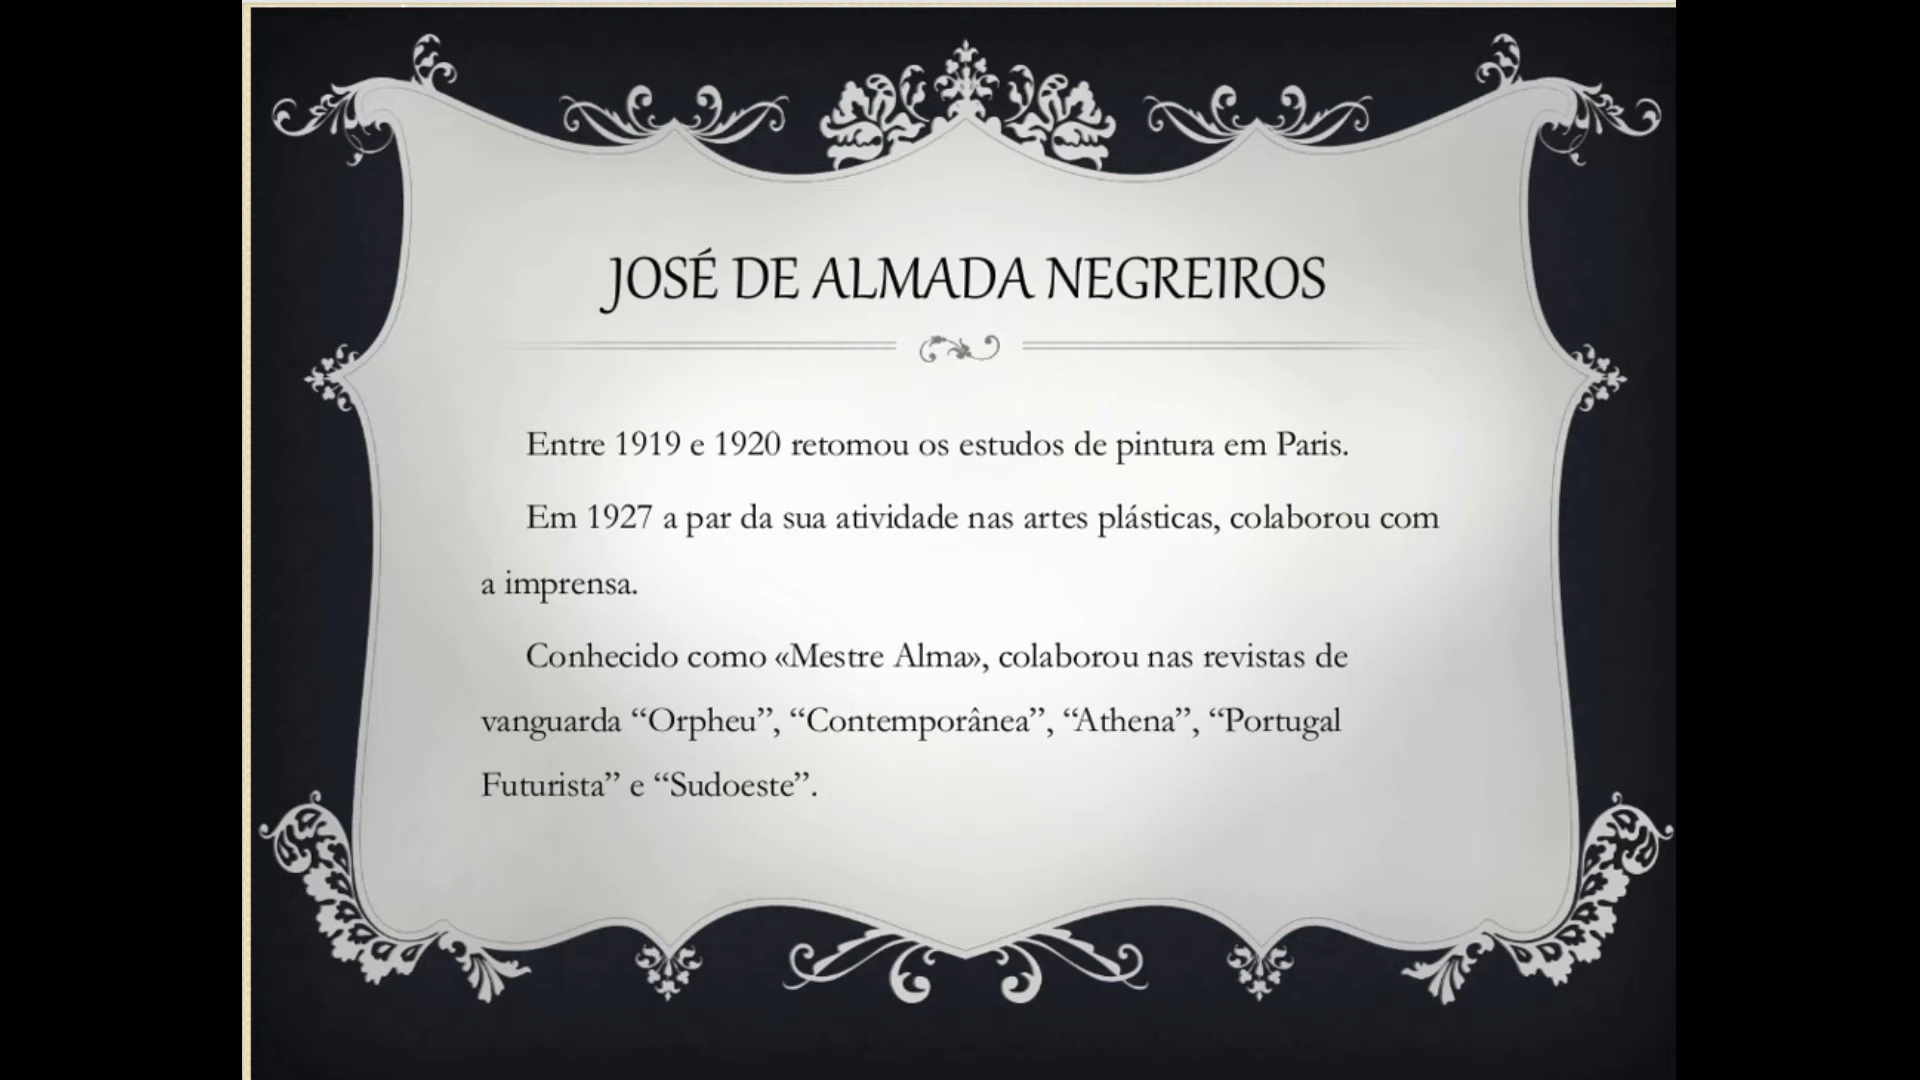 JOSÉ DE ALMADA NEGREIROS
Entre 1919 e 1920 retomou os estudos de pintura em Paris.
Em 1927 a par da sua atividade nas artes plásticas, colaborou com
a imprensa.
Conhecido como «Mestre Alma», colaborou nas revistas de
vanguarda “Orpheu”, “Contemporânea”, “Athena”, “Portugal
Futurista” e “Sudoeste”.